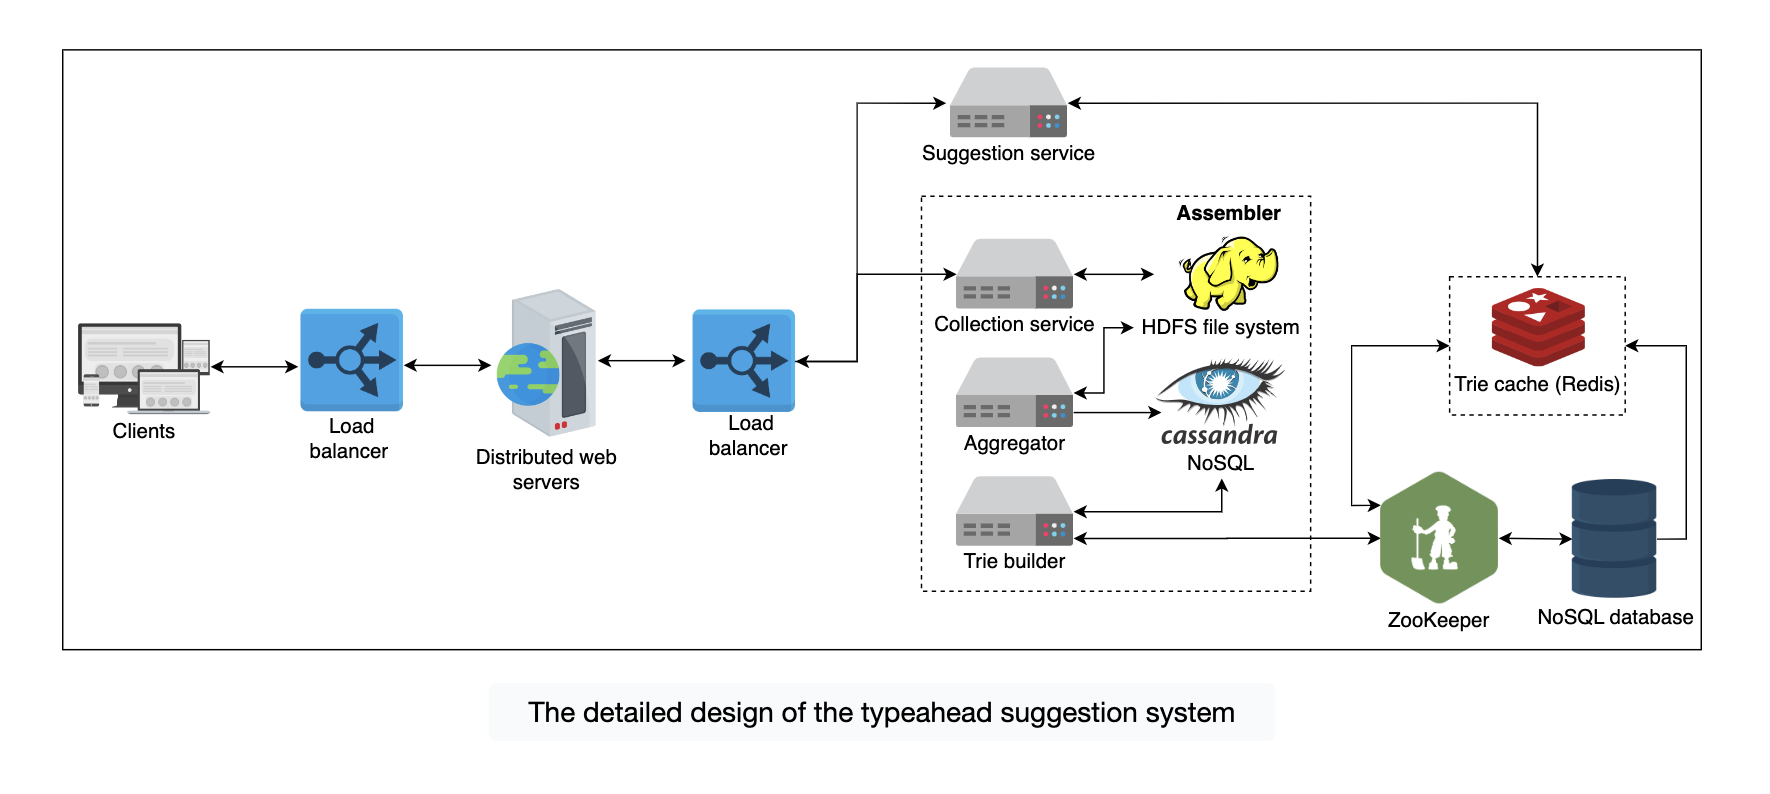 Suggestion service
Assembler
Collection service
HDFS file system
Trie cache (Redis)
Clients
Load
balancer
Distributed web
servers
Load
balancer
Aggregator
cassandra
NoSQL
Trie builder
ZooKeeper
NoSQL database
The detailed design of the typeahead suggestion system